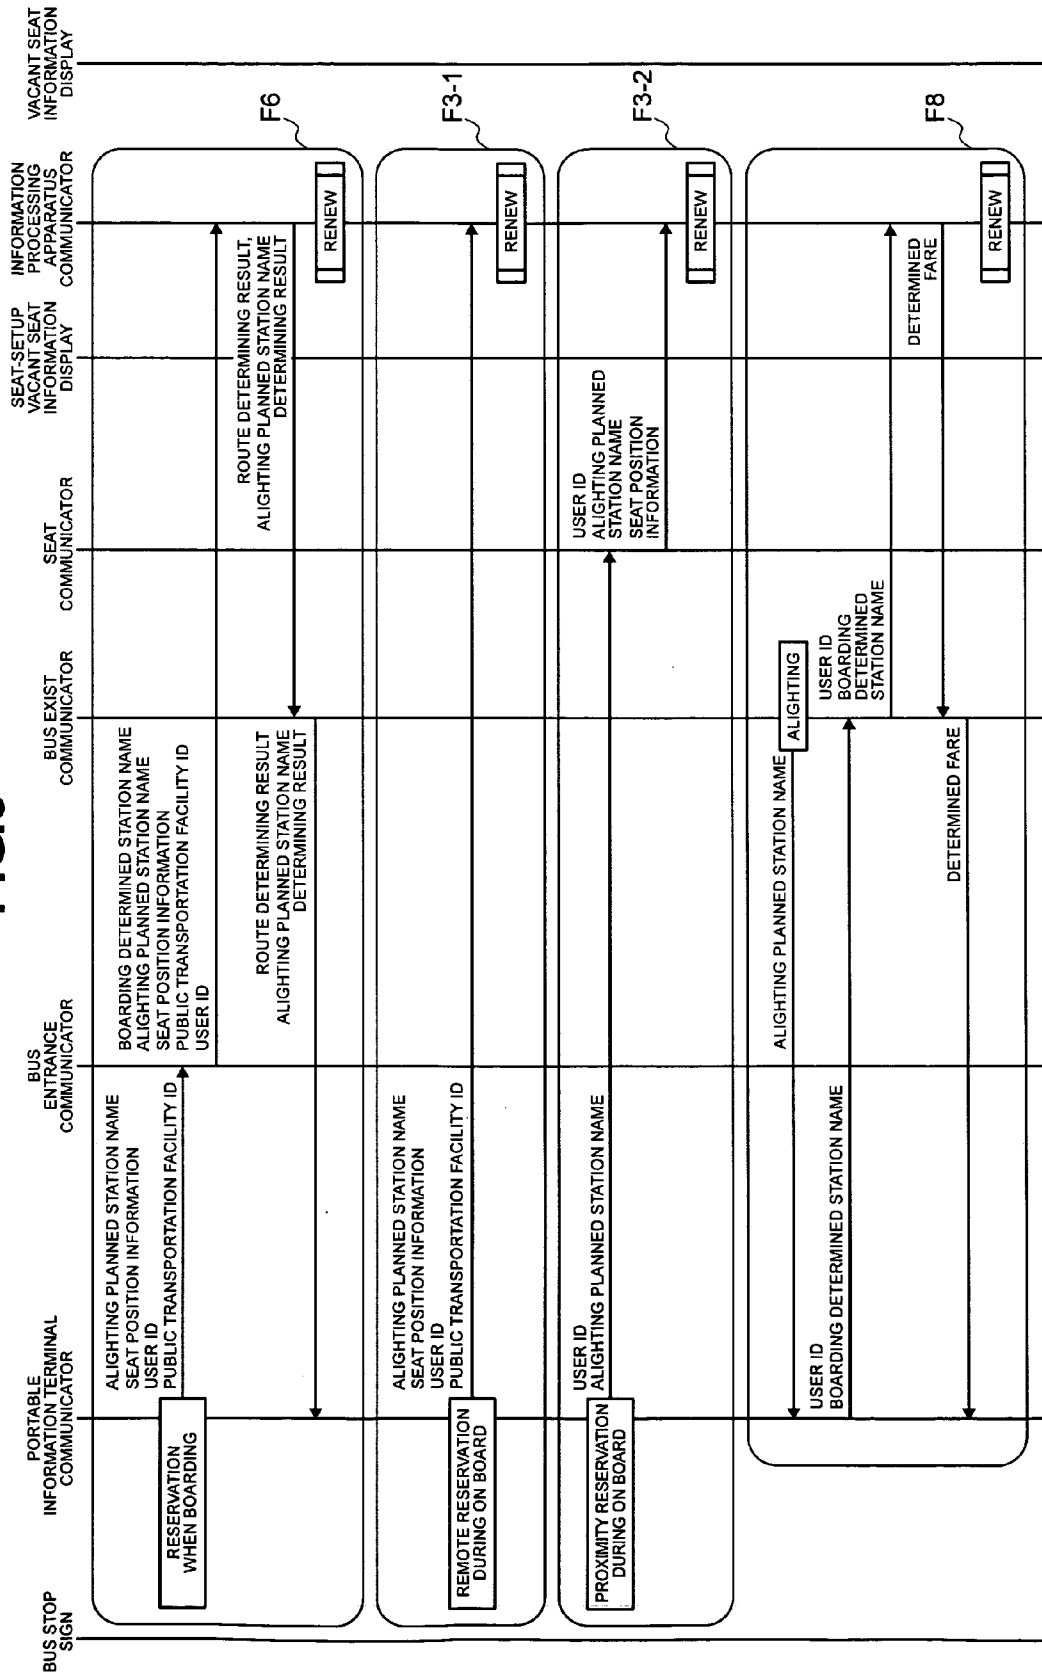 BUS STOP
SIGN
PORTABLE
INFORMATION TERMINAL
COMMUNICATOR
BUS
ENTRANCE
COMMUNICATOR
BUS EXIST
COMMUNICATOR
SEAT
COMMUNICATOR
SEAT-SETUP
VACANT SEAT
INFORMATION
DISPLAY
INFORMATION
PROCESSING
APPARATUS
COMMUNICATOR
VACANT SEAT
INFORMATION
DISPLAY
RESERVATION
WHEN BOARDING
ALIGHTING PLANNED STATION NAME
SEAT POSITION INFORMATION
USER ID
PUBLIC TRANSPORTATION FACILITY ID
BOARDING DETERMINED STATION NAME
ALIGHTING PLANNED STATION NAME
SEAT POSITION INFORMATION
PUBLIC TRANSPORTATION FACILITY ID
USER ID
ROUTE DETERMINING RESULT,
ALIGHTING PLANNED STATION NAME
DETERMINING RESULT
ROUTE DETERMINING RESULT
ALIGHTING PLANNED STATION NAME
DETERMINING RESULT
RENEW
F6
REMOTE RESERVATION
DURING ON BOARD
ALIGHTING PLANNED STATION NAME
SEAT POSITION INFORMATION
USER ID
PUBLIC TRANSPORTATION FACILITY ID
RENEW
F3-1
PROXIMITY RESERVATION
DURING ON BOARD
USER ID
ALIGHTING PLANNED STATION NAME
USER ID
ALIGHTING PLANNED
STATION NAME
SEAT POSITION
INFORMATION
RENEW
F3-2
ALIGHTING
ALIGHTING PLANNED STATION NAME
USER ID
BOARDING DETERMINED STATION NAME
USER ID
BOARDING
DETERMINED
STATION NAME
DETERMINED
FARE
DETERMINED FARE
RENEW
F8